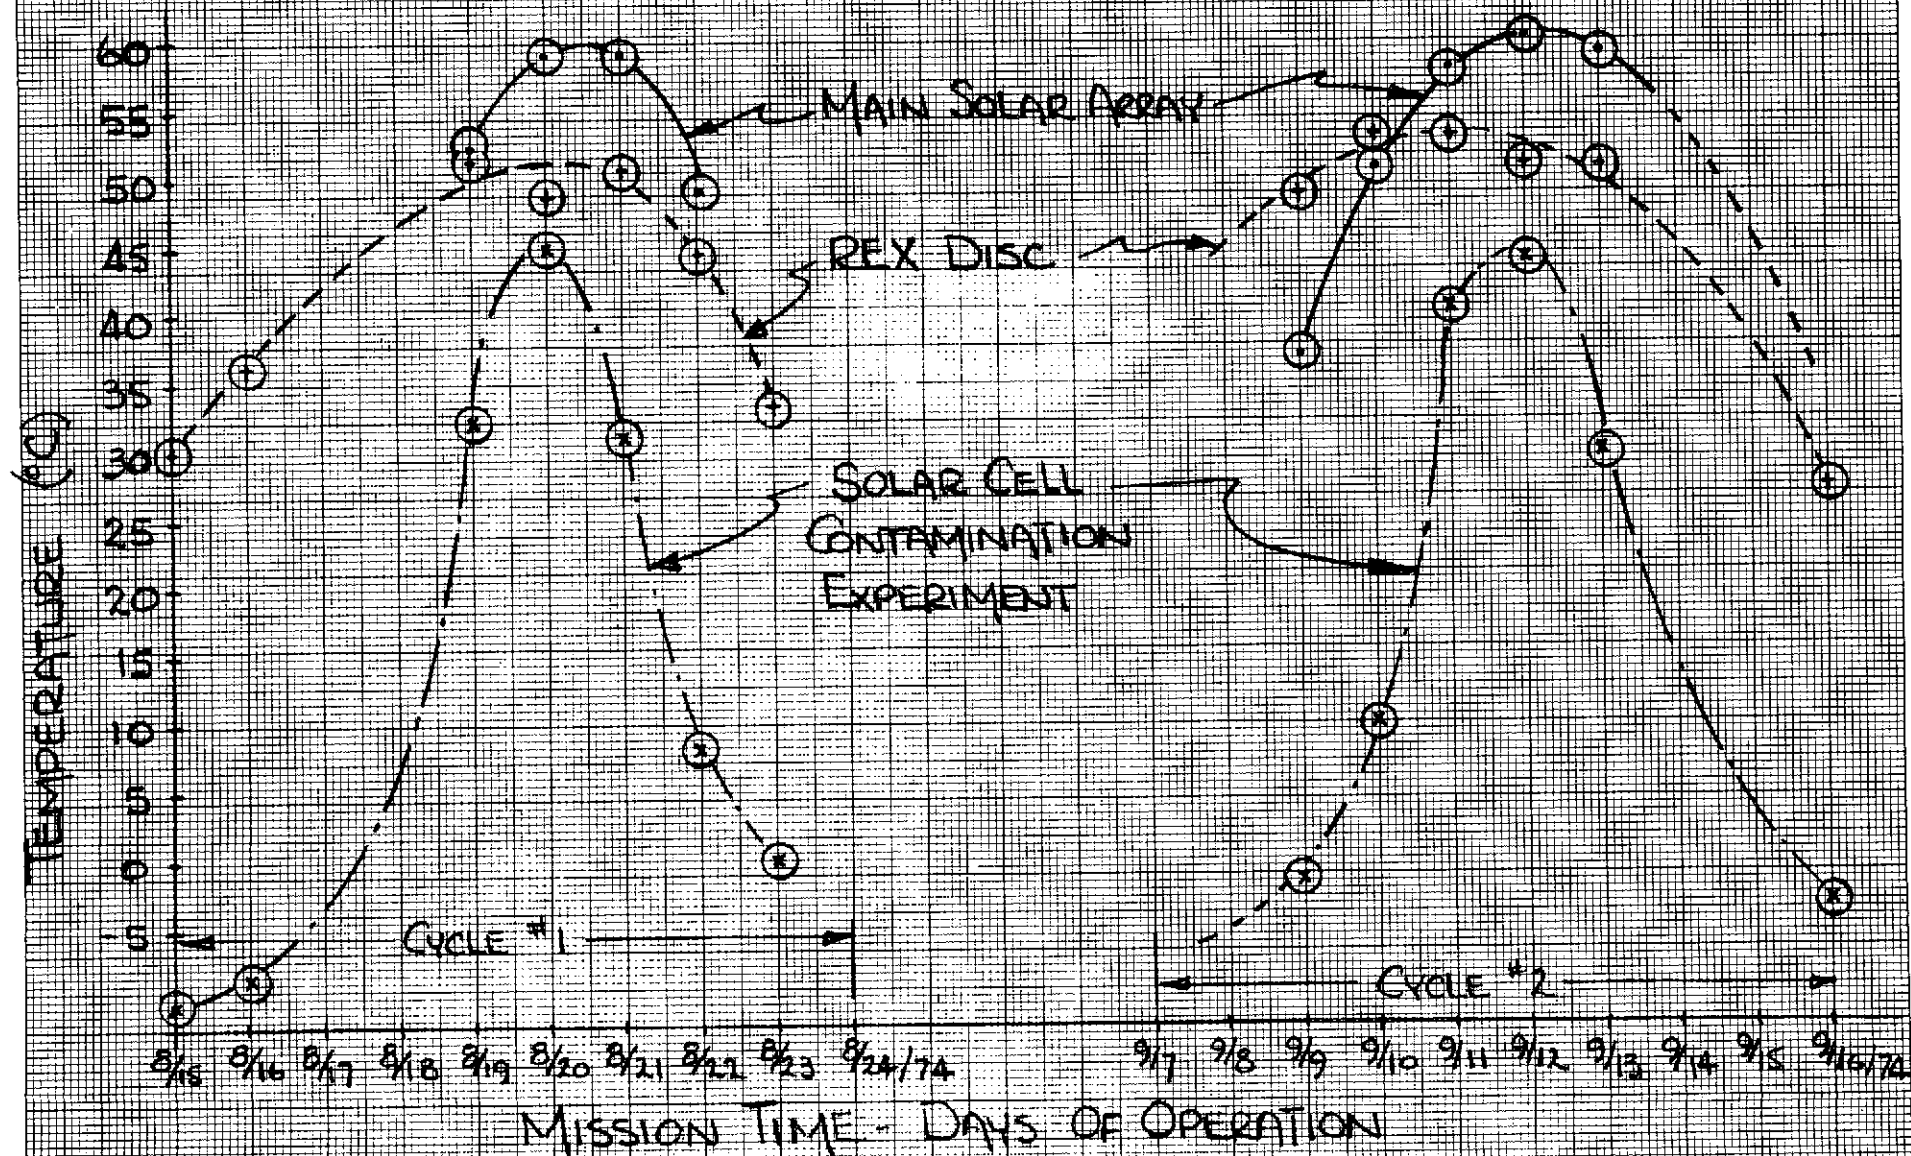 60
55
50
45
40
35
30
25
20
15
10
5
0
-5
TEMPERATURE (°C)
MAIN SOLAR ARRAY
REX DISC
SOLAR CELL
CONTAMINATION
EXPERIMENT
CYCLE #1
CYCLE #2
8/15 8/16 8/17 8/18 8/19 8/20 8/21 8/22 8/23 8/24/74 9/7 9/8 9/9 9/10 9/11 9/12 9/13 9/14 9/15 9/16/74
MISSION TIME - DAYS OF OPERATION